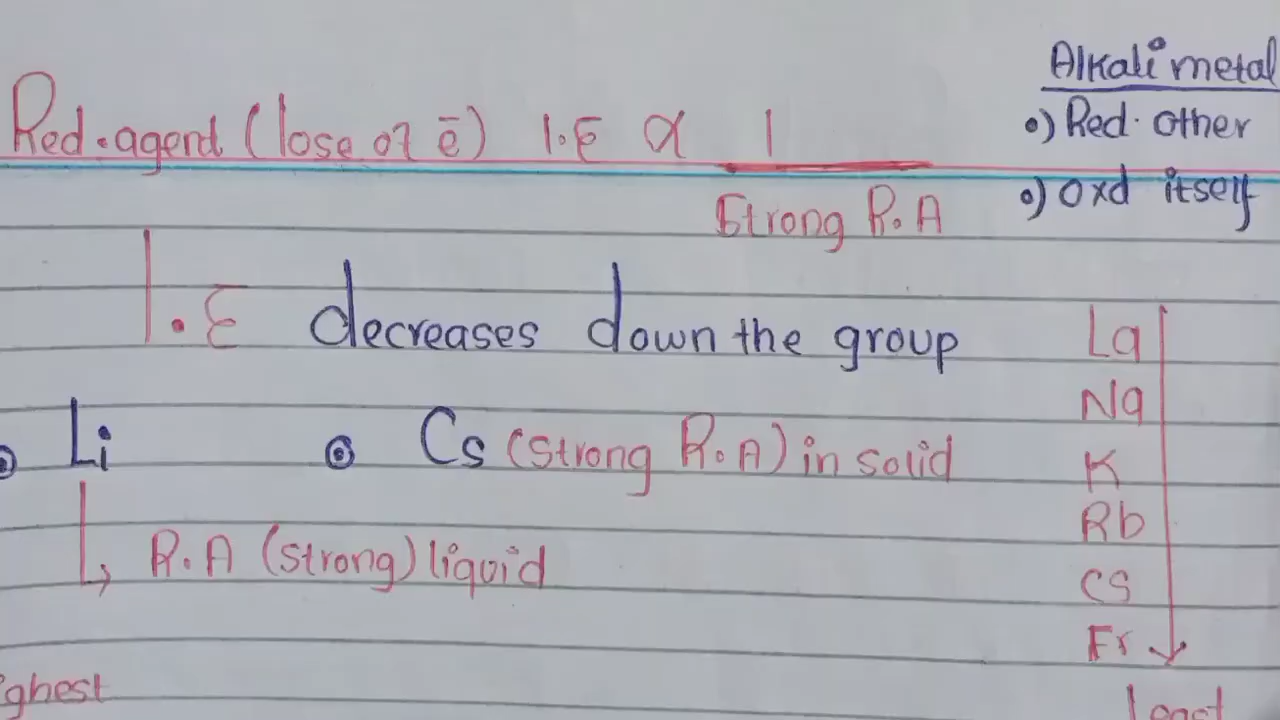 Alkali metal
Red.agent (lose of ē) I.E α 1
•) Red. other
Strong R.A
•) Oxd itself
I.E decreases down the group
La
Na
Li
Cs (strong R.A) in solid
K
Rb
R.A (strong) liquid
Cs
Fr
ighest
Least